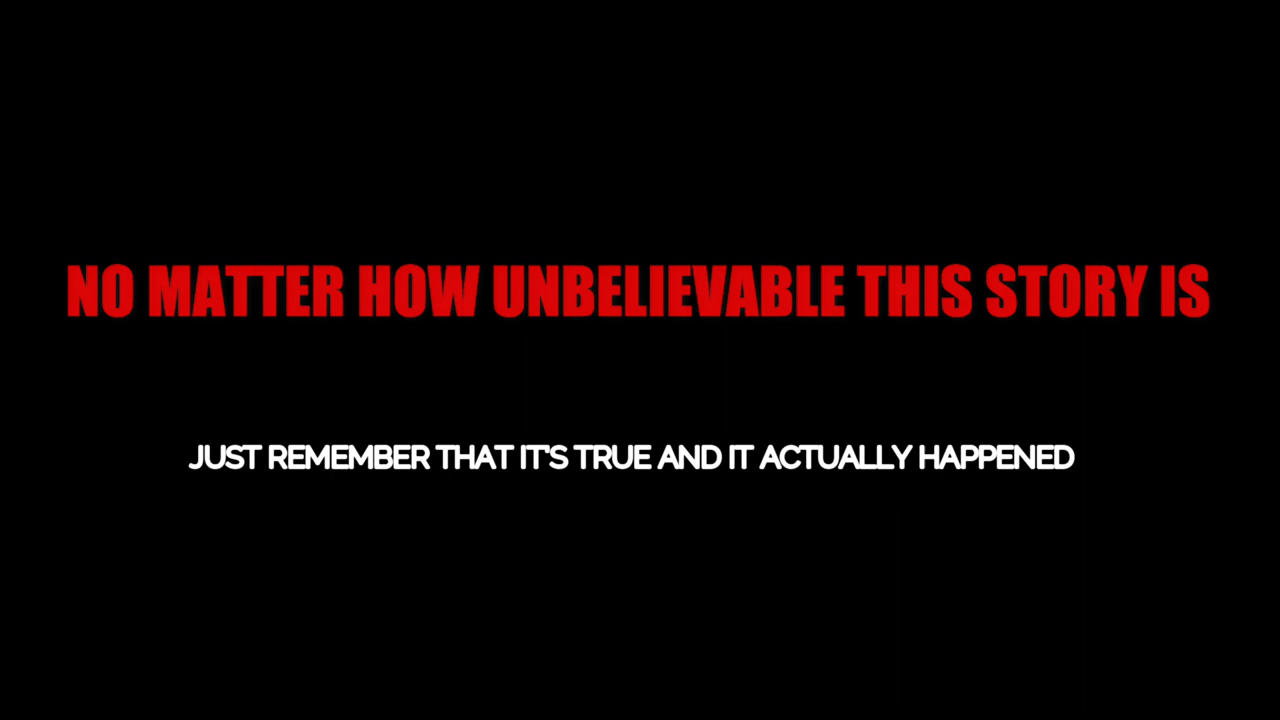 NO MATTER HOW UNBELIEVABLE THIS STORY IS
JUST REMEMBER THAT IT'S TRUE AND IT ACTUALLY HAPPENED